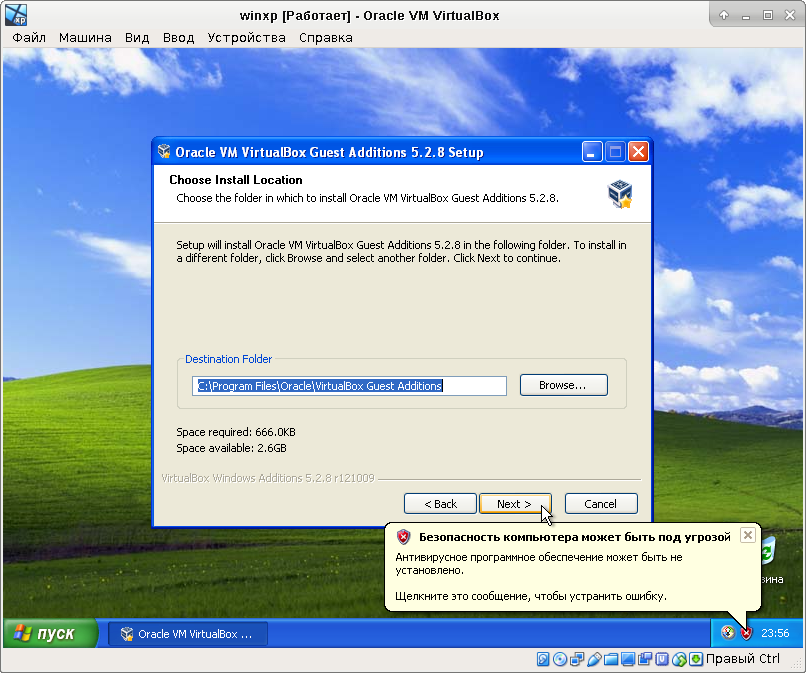 winxp [Работает] - Oracle VM VirtualBox
Файл Машина Вид Ввод Устройства Справка
Oracle VM VirtualBox Guest Additions 5.2.8 Setup
Choose Install Location
Choose the folder in which to install Oracle VM VirtualBox Guest Additions 5.2.8.
Setup will install Oracle VM VirtualBox Guest Additions 5.2.8 in the following folder. To install in
a different folder, click Browse and select another folder. Click Next to continue.
Destination Folder
C:\Program Files\Oracle\VirtualBox Guest Additions
Browse...
Space required: 666.0KB
Space available: 2.6GB
VirtualBox Windows Additions 5.2.8 r121009
< Back Next > Cancel
Безопасность компьютера может быть под угрозой
Антивирусное программное обеспечение может быть не
установлено.
Щелкните это сообщение, чтобы устранить ошибку.
зина
пуск
Oracle VM VirtualBox ...
23:56
Правый Ctrl